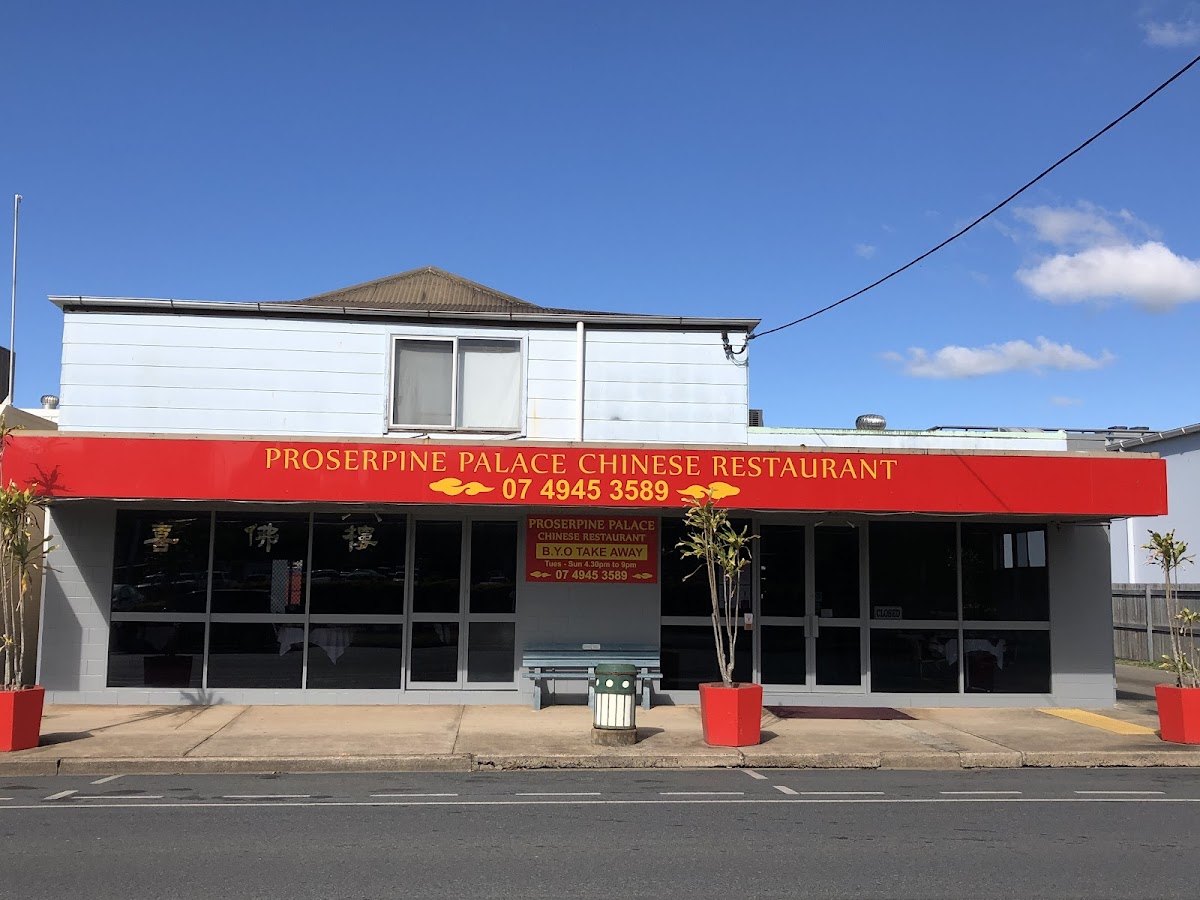 PROSERPINE PALACE CHINESE RESTAURANT
07 4945 3589
喜佛樓
PROSERPINE PALACE
CHINESE RESTAURANT
B.Y.O TAKE AWAY
Tues - Sun 4.30pm to 9pm
07 4945 3589
CLOSED